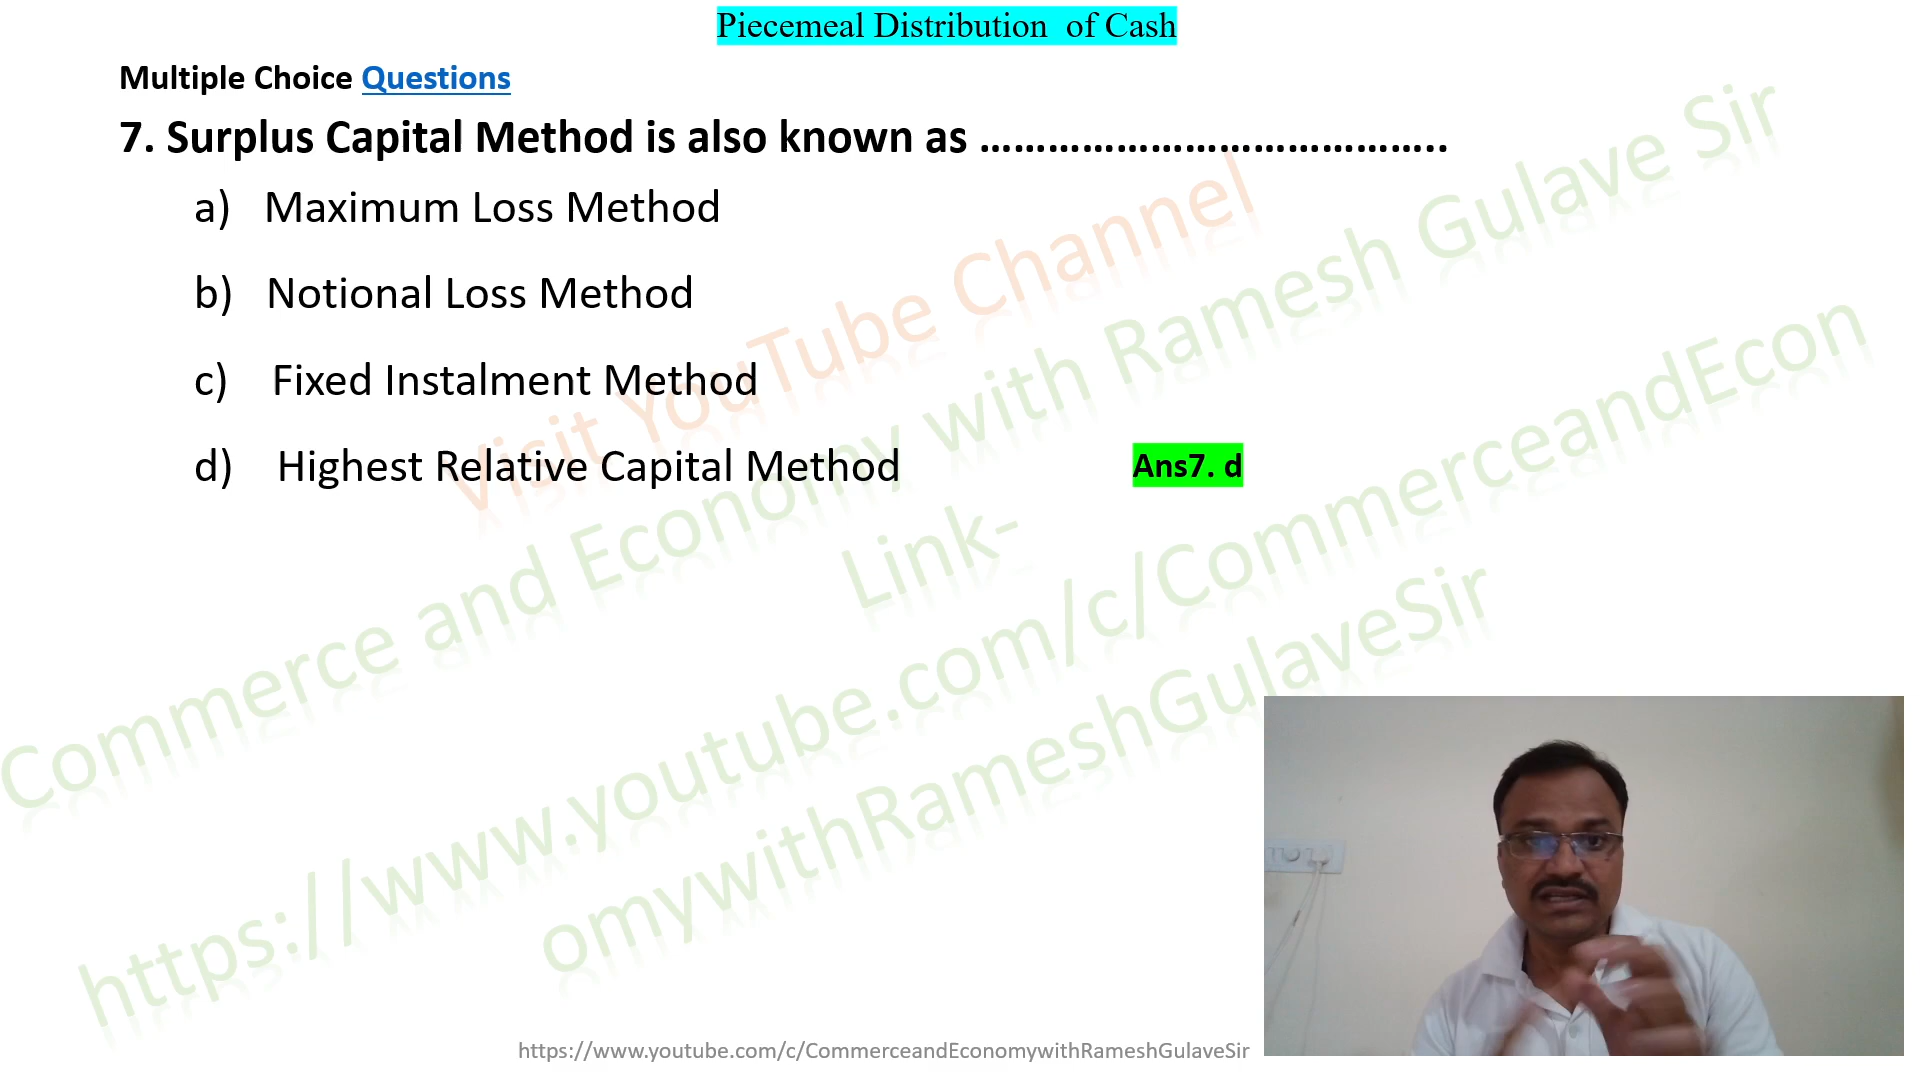 Piecemeal Distribution of Cash
Multiple Choice Questions
7. Surplus Capital Method is also known as ……………………………………..
a) Maximum Loss Method
b) Notional Loss Method
c) Fixed Instalment Method
d) Highest Relative Capital Method
Ans7. d
Visit YouTube Channel
Commerce and Economy with Ramesh Gulave Sir
Link-
https://www.youtube.com/c/CommerceandEcon
omywithRameshGulaveSir
https://www.youtube.com/c/CommerceandEconomywithRameshGulaveSir